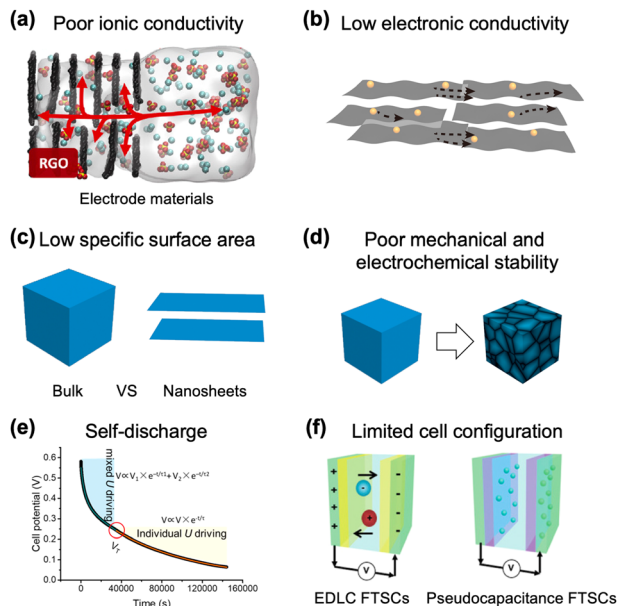 (a) Poor ionic conductivity
RGO
Electrode materials
(b) Low electronic conductivity
(c) Low specific surface area
Bulk VS Nanosheets
(d) Poor mechanical and
electrochemical stability
(e) Self-discharge
Cell potential (V)
0.6
0.5
0.4
0.3
0.2
0.1
0.0
mixed U driving
V∝V₁×e^-t/τ1+V₂×e^-t/τ2
V∝V×e^-t/τ
Individual U driving
Vτ
0 40000 80000 120000 160000
Time (s)
(f) Limited cell configuration
+ + + +
- - - -
-
+
V V
EDLC FTSCs Pseudocapacitance FTSCs